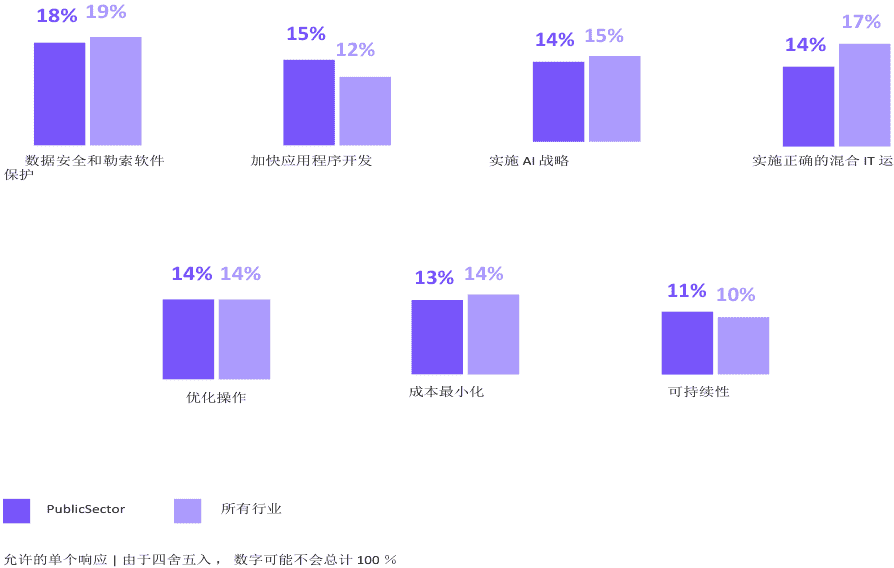 18% 19%
15% 12%
14% 15%
14% 17%
数据安全和勒索软件
保护
加快应用程序开发
实施 AI 战略
实施正确的混合 IT 运
14% 14%
13% 14%
11% 10%
优化操作
成本最小化
可持续性
PublicSector
所有行业
允许的单个响应 | 由于四舍五入， 数字可能不会总计 100 %